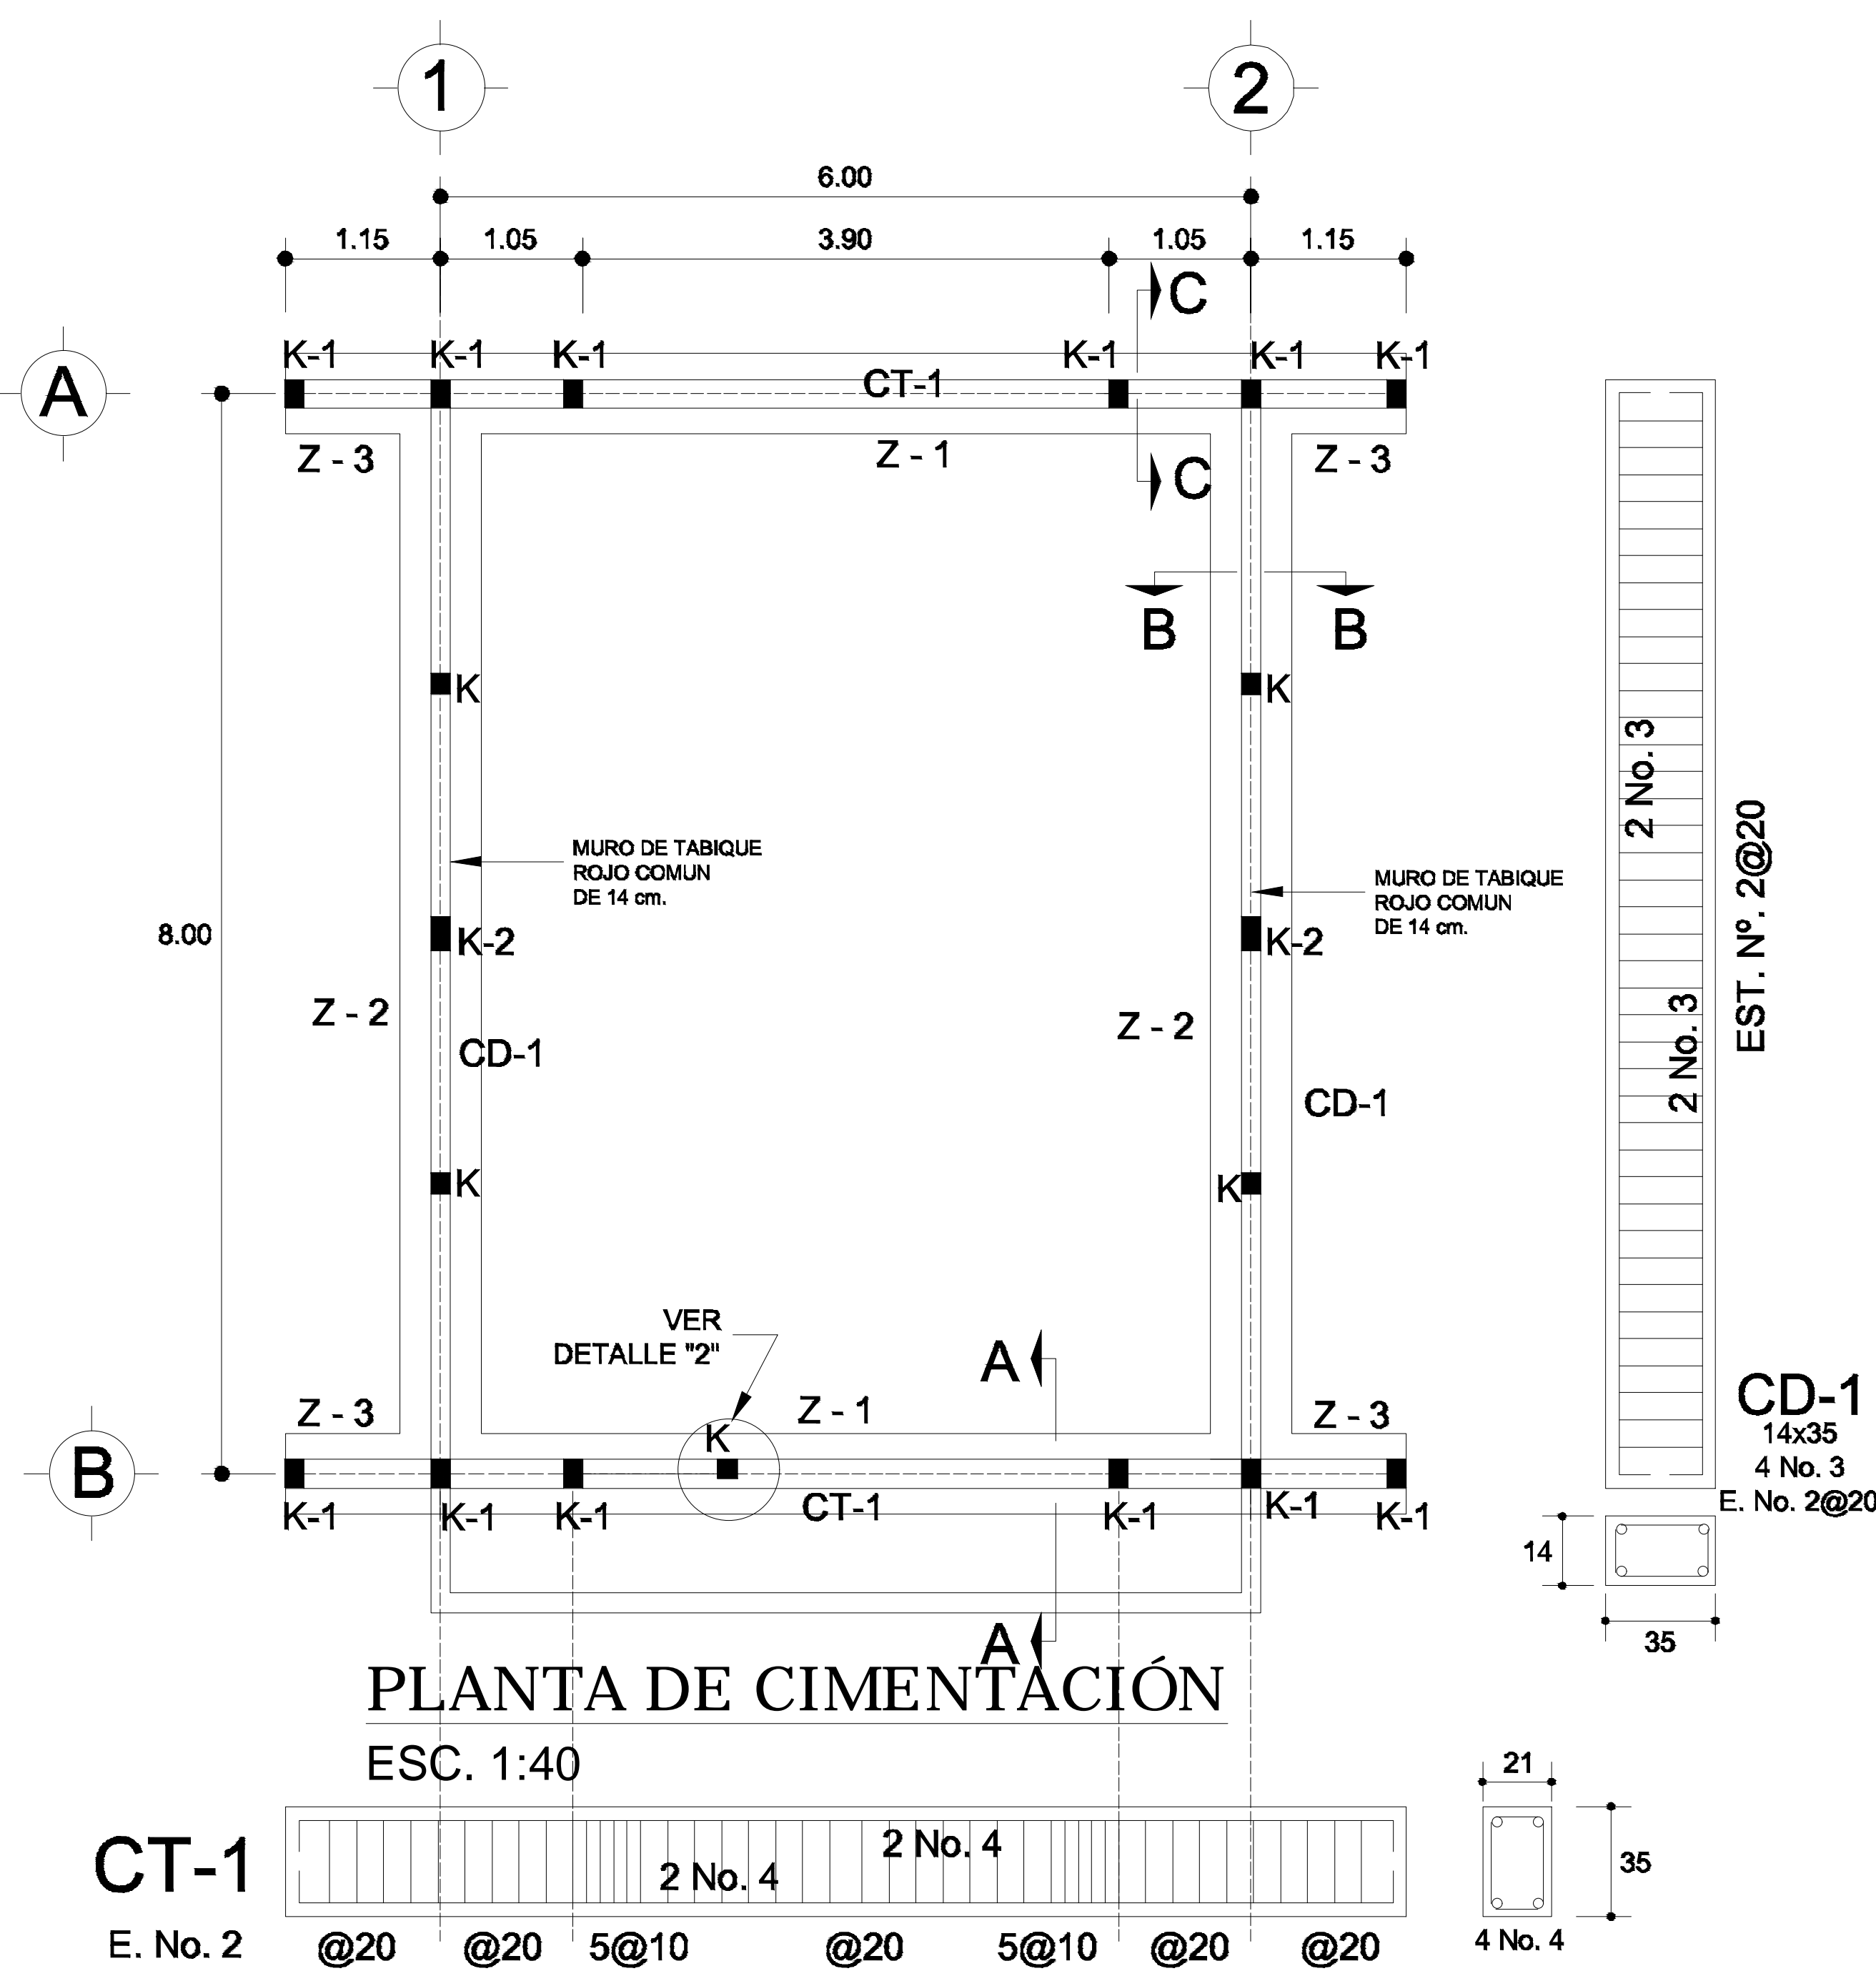 1
2
6.00
1.15
1.05
3.90
1.05
1.15
C
K-1
K-1
K-1
K-1
K-1
K-1
A
CT-1
Z - 3
Z - 1
Z - 3
C
B
B
K
K
2 No. 3
MURO DE TABIQUE
ROJO COMUN
DE 14 cm.
MURO DE TABIQUE
ROJO COMUN
DE 14 cm.
EST. Nº. 2@20
8.00
K-2
K-2
Z - 2
Z - 2
CD-1
2 No. 3
CD-1
K
K
VER
DETALLE "2"
A
Z - 3
Z - 1
Z - 3
K
B
CD-1
14x35
4 No. 3
E. No. 2@20
K-1
K-1
K-1
CT-1
K-1
K-1
K-1
14
35
A
PLANTA DE CIMENTACIÓN
ESC. 1:40
21
CT-1
2 No. 4
2 No. 4
35
E. No. 2
@20
@20
5@10
@20
5@10
@20
@20
4 No. 4